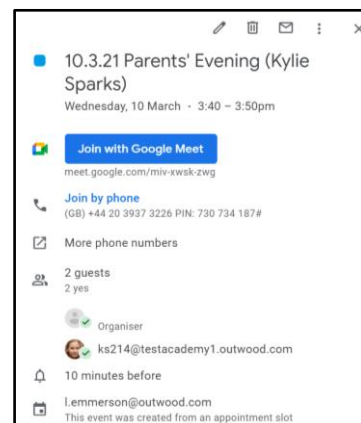 10.3.21 Parents' Evening (Kylie
Sparks)
Wednesday, 10 March · 3:40 – 3:50pm
Join with Google Meet
meet.google.com/miv-xwsk-zwg
Join by phone
(GB) +44 20 3937 3226 PIN: 730 734 187#
More phone numbers
2 guests
2 yes
Organiser
ks214@testacademy1.outwood.com
10 minutes before
l.emmerson@outwood.com
This event was created from an appointment slot